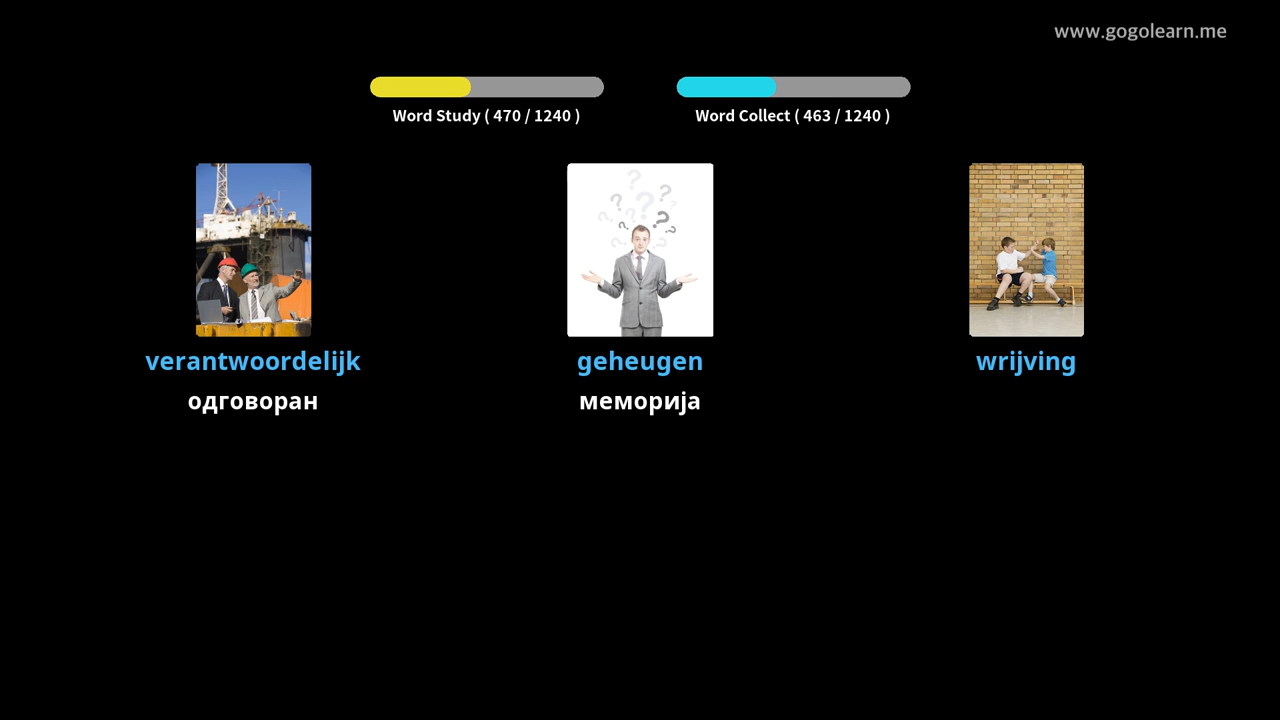 www.gogolearn.me
Word Study ( 470 / 1240 )
Word Collect ( 463 / 1240 )
verantwoordelijk
geheugen
wrijving
одговоран
меморија